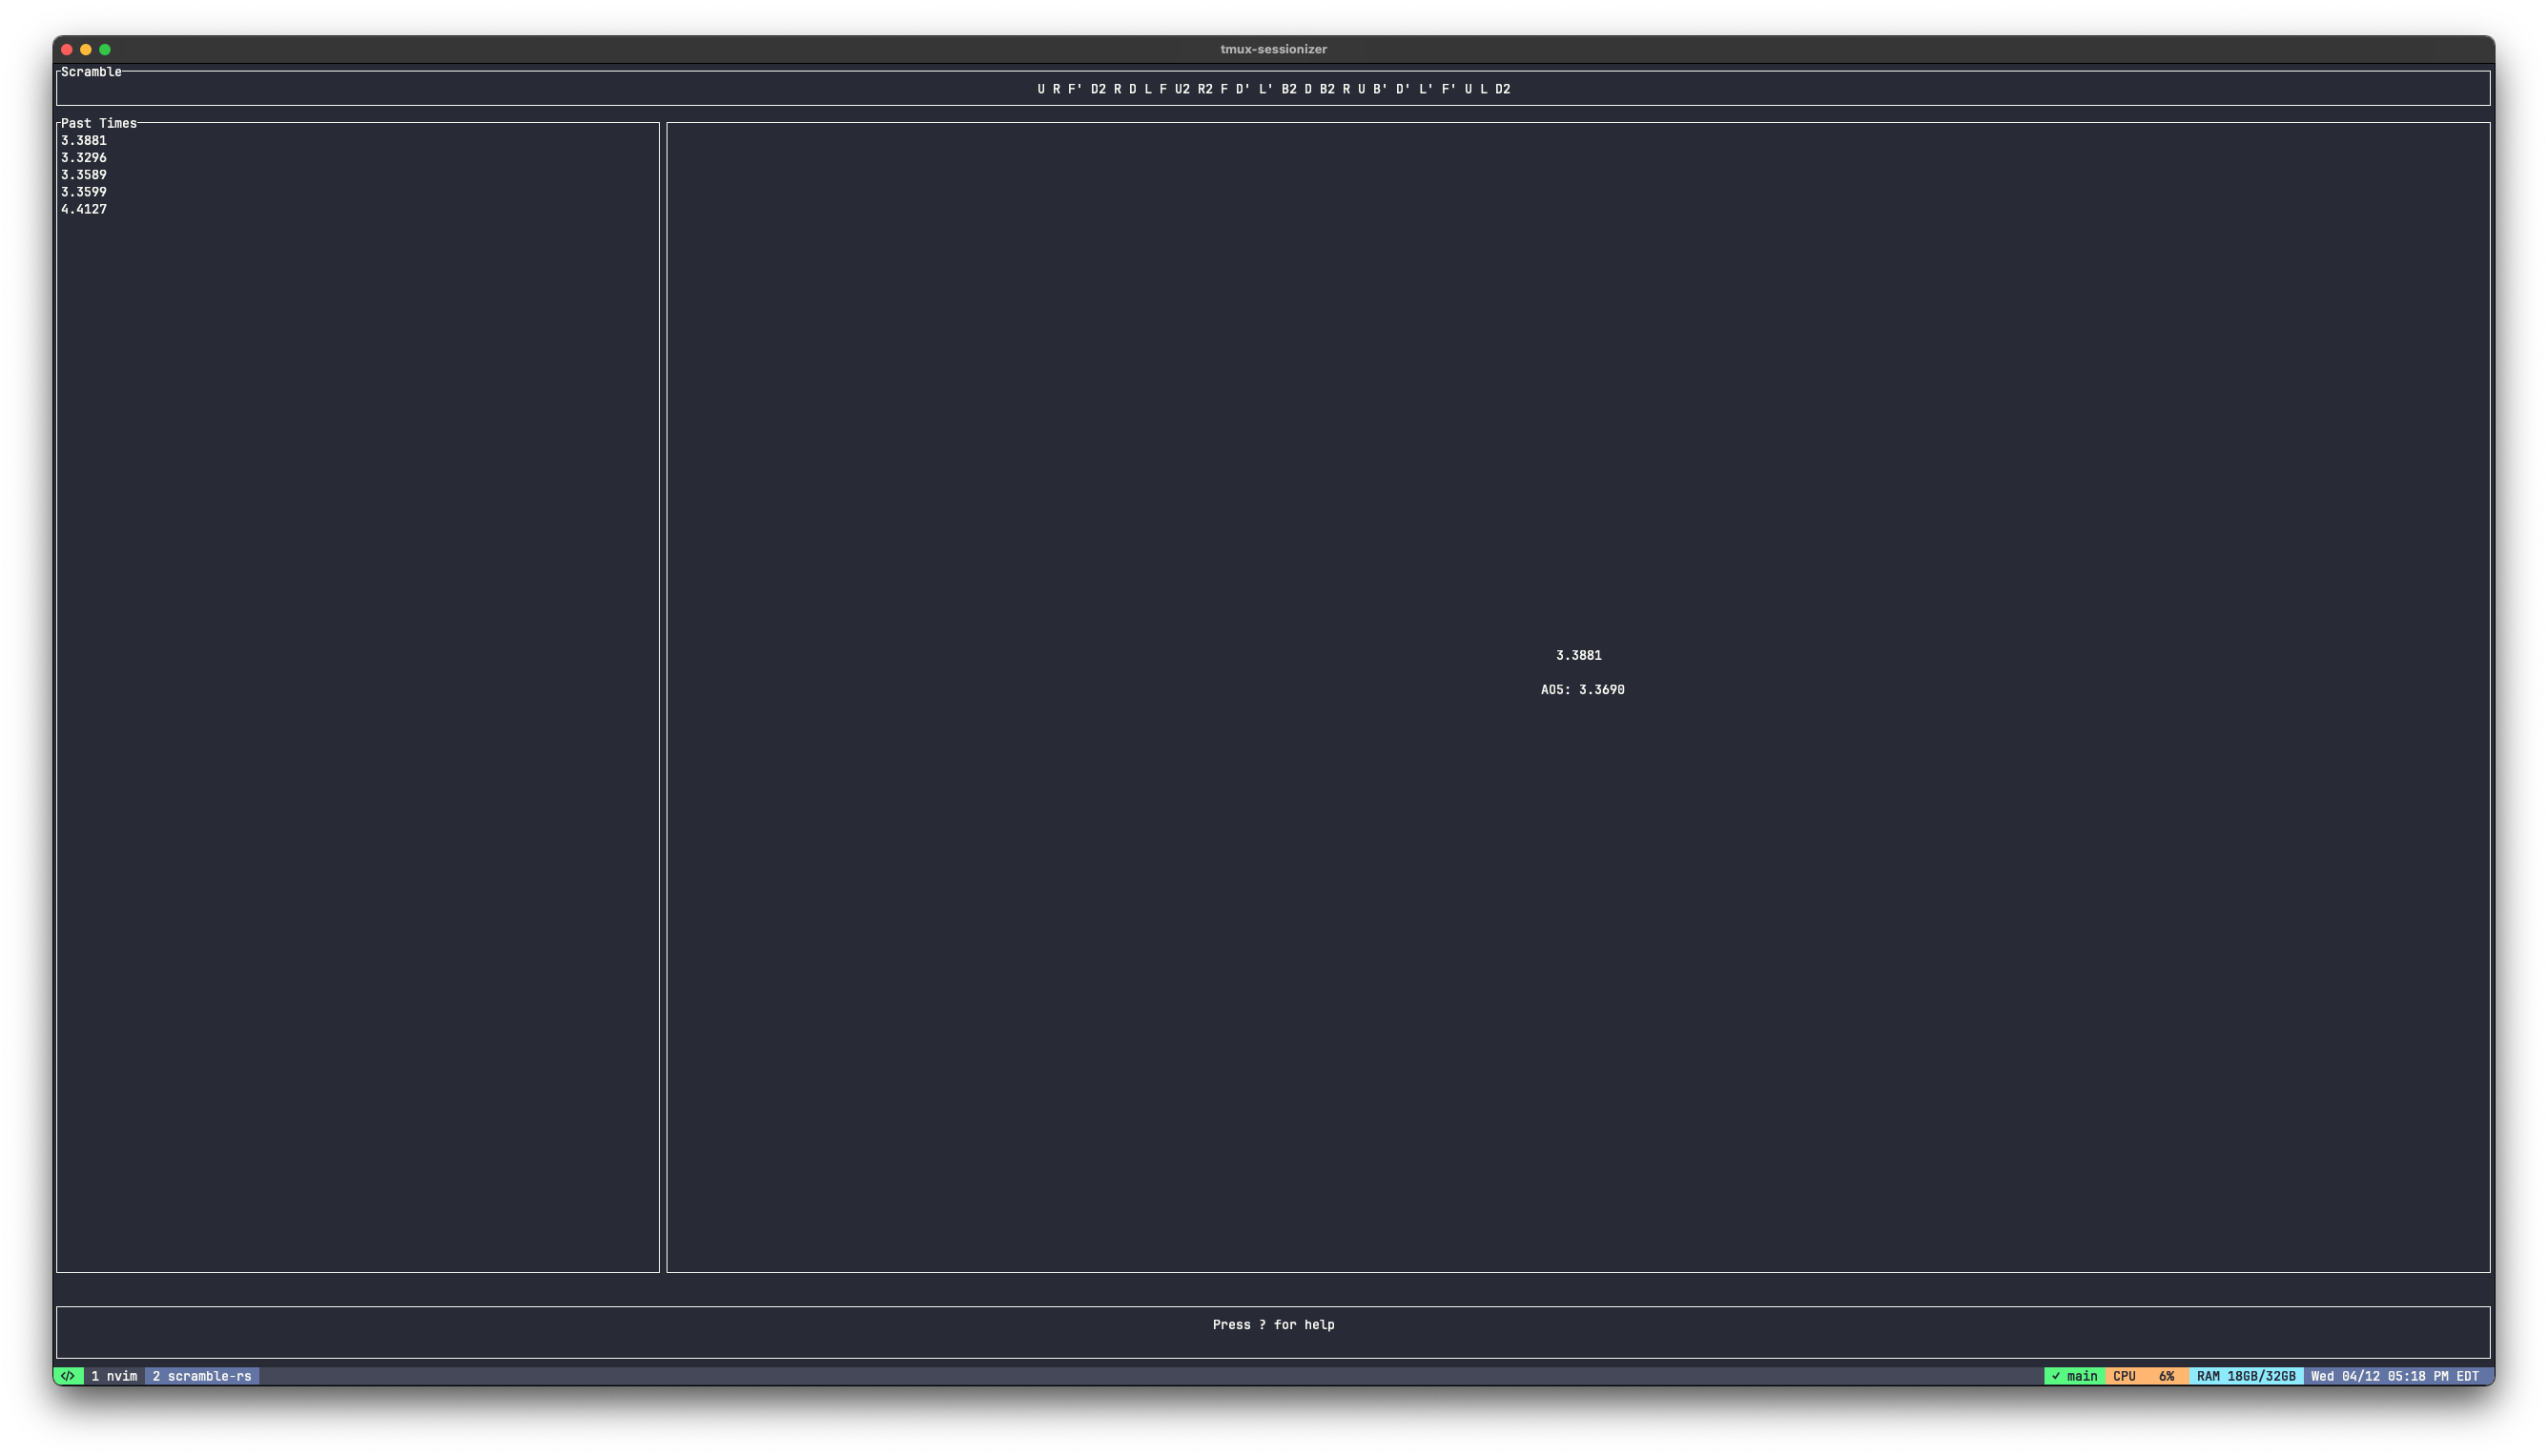 tmux-sessionizer
Scramble
U R F' D2 R D L F U2 R2 F D' L' B2 D B2 R U B' D' L' F' U L D2
Past Times
3.3881
3.3296
3.3589
3.3599
4.4127
3.3881
AO5: 3.3690
Press ? for help
</> 1 nvim 2 scramble-rs ✓ main CPU 6% RAM 18GB/32GB Wed 04/12 05:18 PM EDT